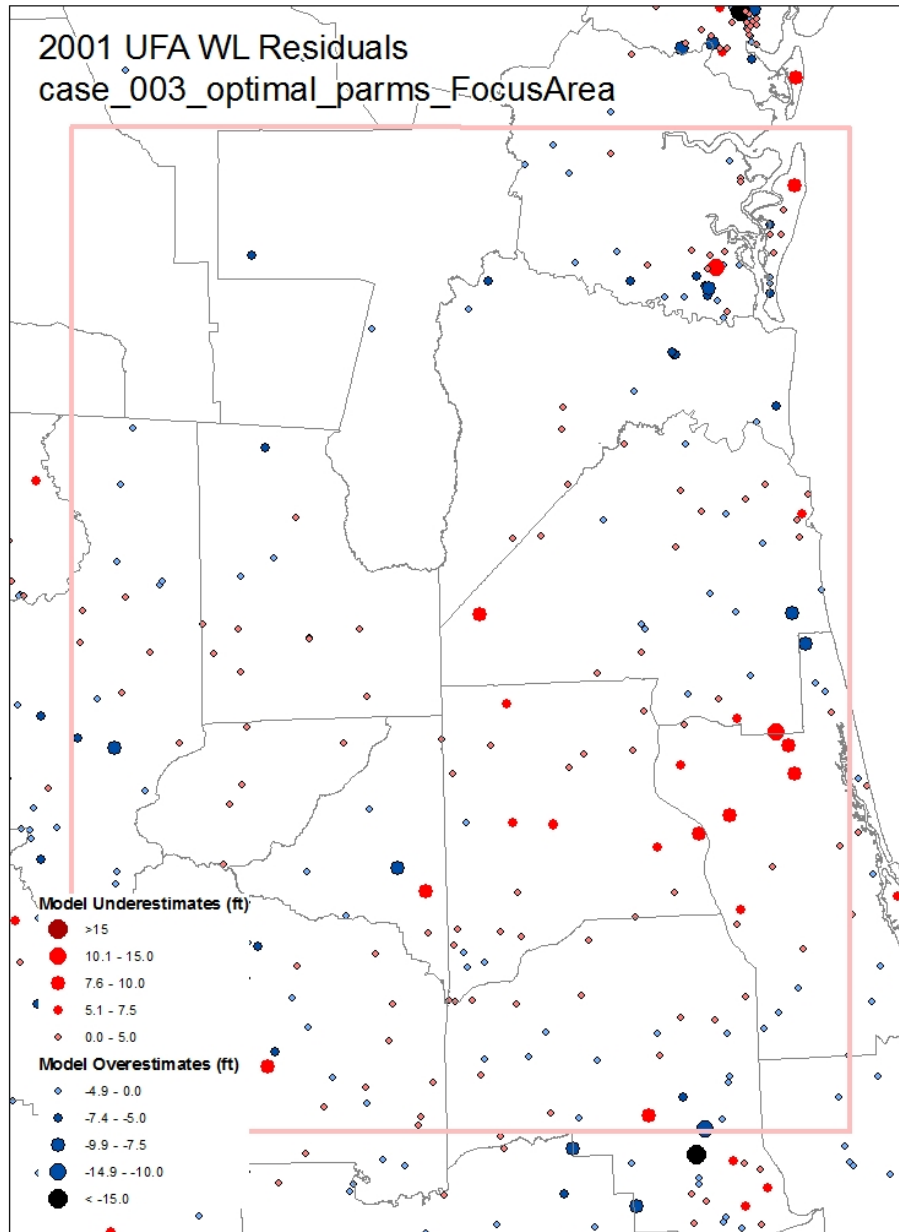 2001 UFA WL Residuals
case_003_optimal_parms_FocusArea
Model Underestimates (ft)
>15
10.1 - 15.0
7.6 - 10.0
5.1 - 7.5
0.0 - 5.0
Model Overestimates (ft)
-4.9 - 0.0
-7.4 - -5.0
-9.9 - -7.5
-14.9 - -10.0
< -15.0